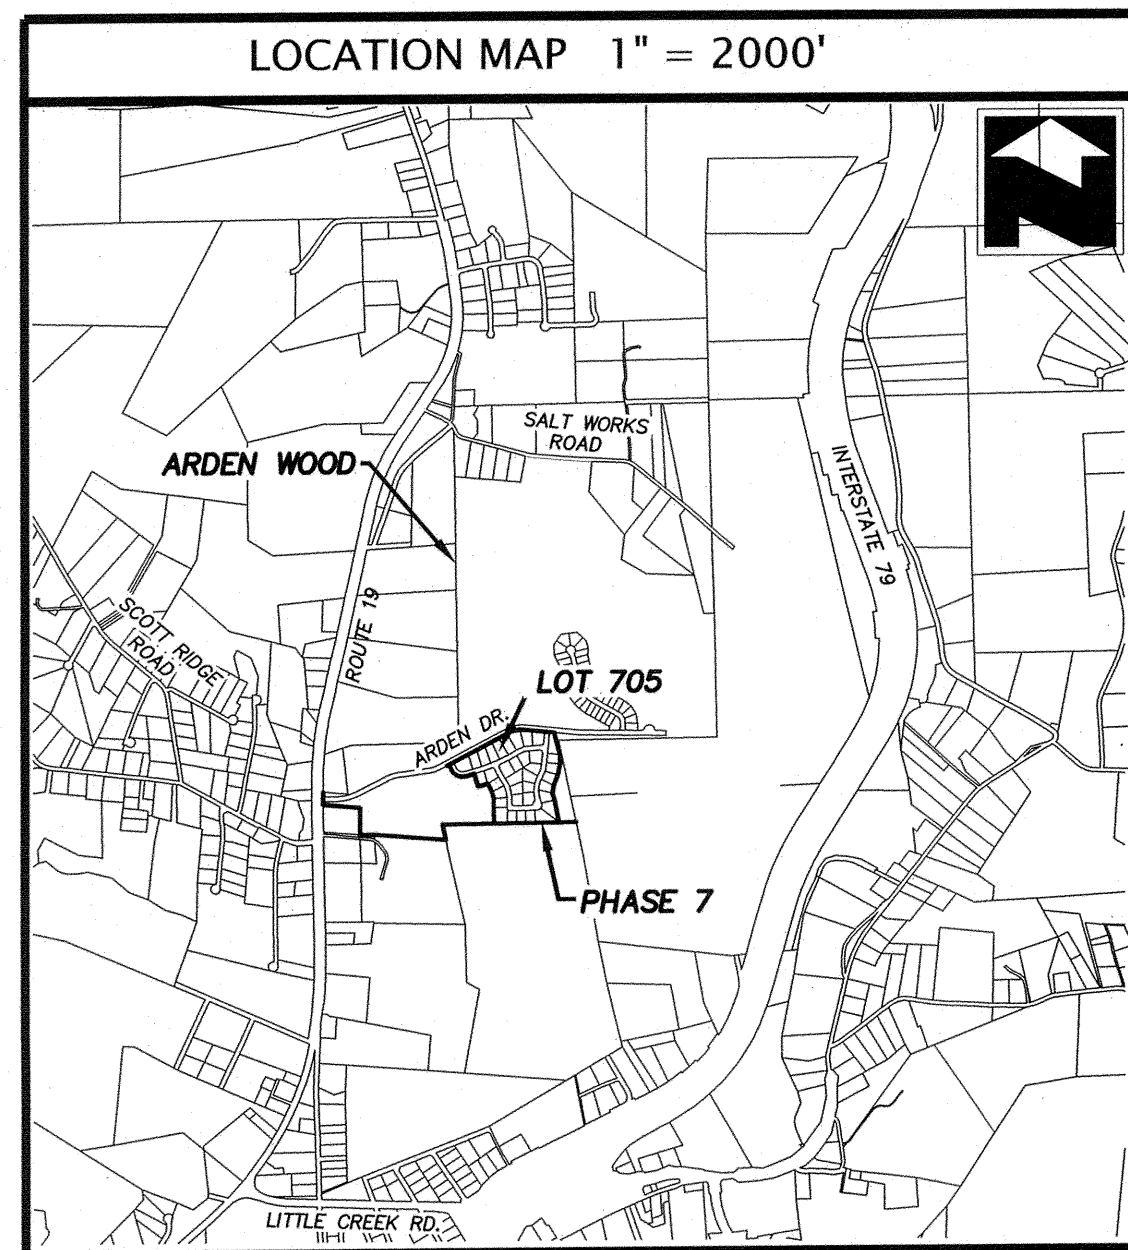 LOCATION MAP 1" = 2000'
N
SALT WORKS
ROAD
ARDEN WOOD
INTERSTATE 79
ROUTE 19
SCOTT RIDGE
ROAD
LOT 705
ARDEN DR.
PHASE 7
LITTLE CREEK RD.